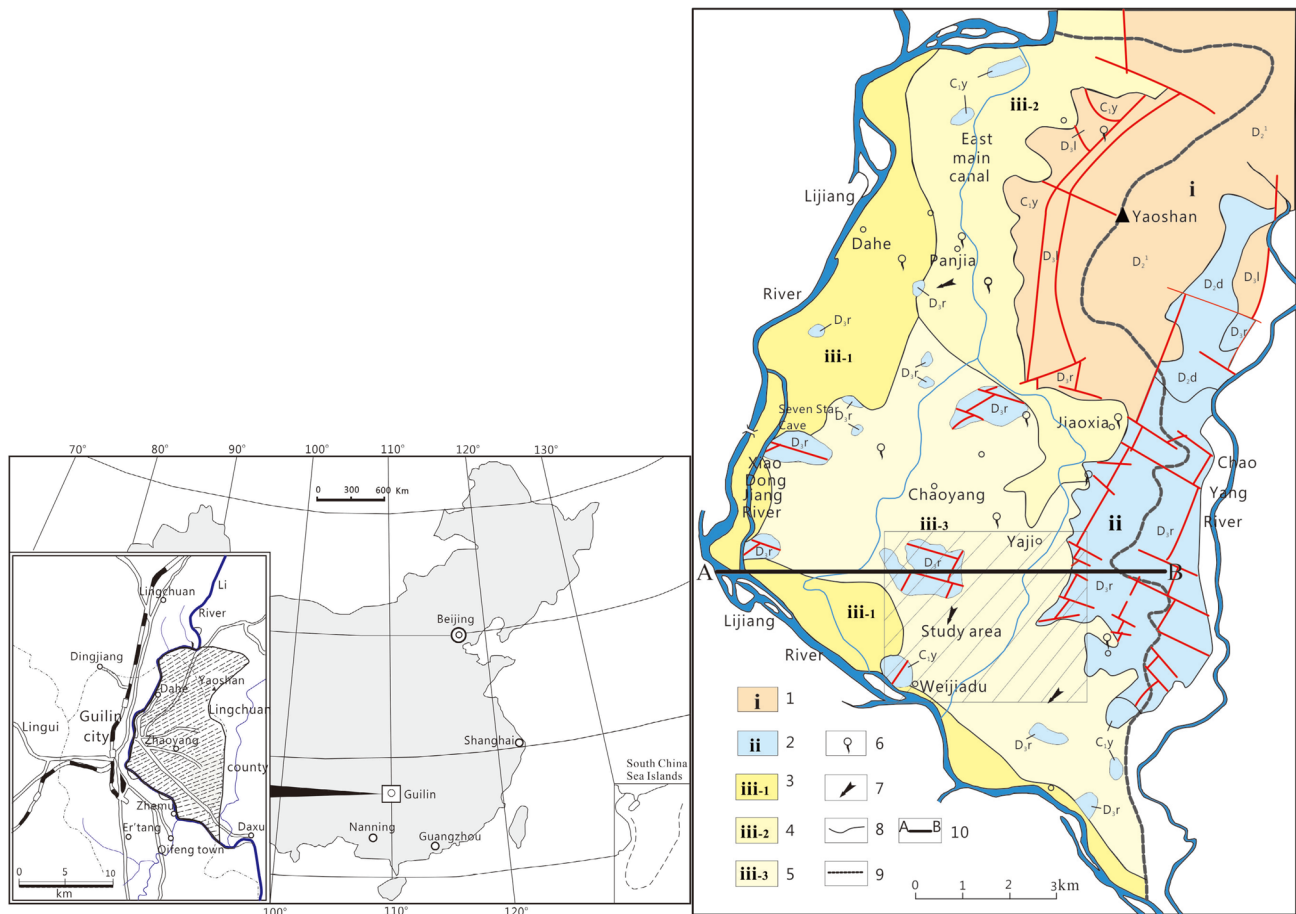 70°
80°
90°
100°
110°
120°
130°
0 300 600 Km
Beijing
Shanghai
Guilin
Nanning
Guangzhou
South China
Sea Islands
100°
110°
120°
Lingchuan
Li
River
Dingjiang
Dahe
Yaoshan
Lingui
Guilin
city
Lingchuan
Zhaoyang
county
Zhemu
Er'tang
Qifeng town
Daxu
0 5 10
km
C₁y
iii-2
East
main
canal
C₁y
D₃l
D₂¹
i
Lijiang
C₁y
Yaoshan
Dahe
Panjia
D₃l
D₂¹
River
D₃r
D₂d
D₃l
D₃r
D₃r
iii-1
D₃r
D₃r
D₂d
Seven Star
Cave
D₃r
D₃r
Jiaoxia
D₃r
Xiao
Dong
Jiang
River
Chao
Yang
River
Chaoyang
iii-3
ii
D₃r
Yaji
D₃r
D₃r
A
B
D₃r
iii-1
Lijiang
River
Study area
C₁y
Weijiadu
D₃r
C₁y
D₃r
i 1
ii 2
iii-1 3
iii-2 4
iii-3 5
6
7
8
9
A B 10
0 1 2 3km